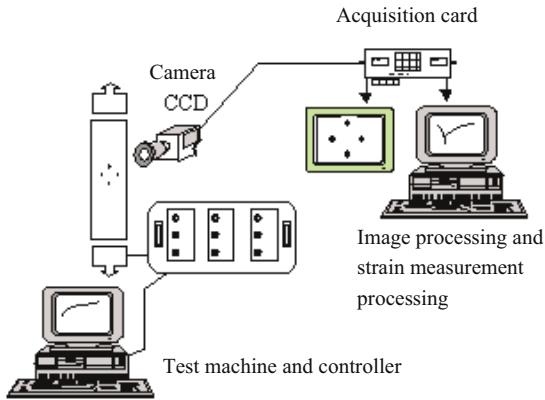 Acquisition card
Camera
CCD
Image processing and
strain measurement
processing
Test machine and controller